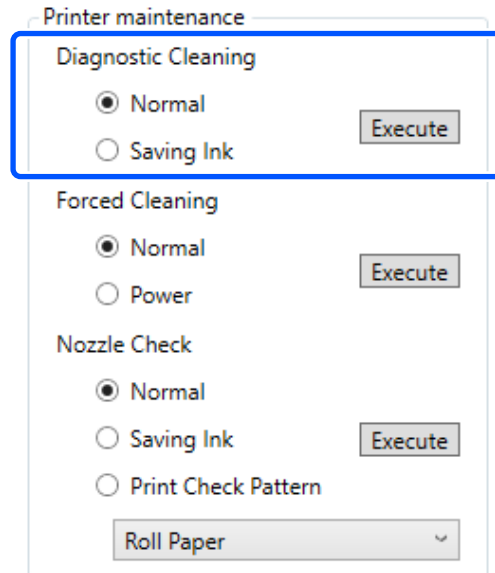 Printer maintenance
Diagnostic Cleaning
Normal
Execute
Saving Ink
Forced Cleaning
Normal
Execute
Power
Nozzle Check
Normal
Saving Ink
Execute
Print Check Pattern
Roll Paper